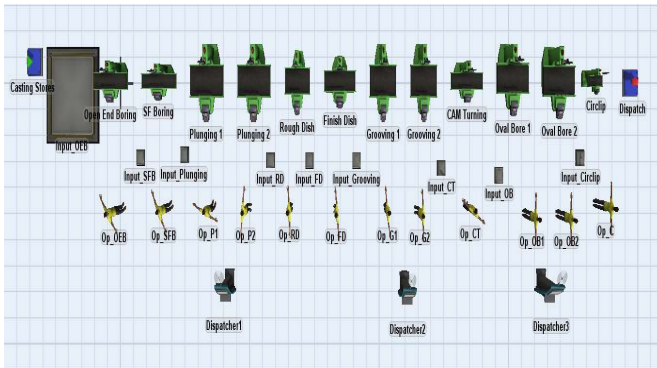 Casting Stores
Input_OEB
Open End Boring
SF Boring
Plunging 1
Plunging 2
Rough Dish
Finish Dish
Grooving 1
Grooving 2
CAM Turning
Oval Bore 1
Oval Bore 2
Circlip
Dispatch
Input_SFB
Input_Plunging
Input_RD
Input_FD
Input_Grooving
Input_CT
Input_OB
Input_Circlip
Op_OEB
Op_SFB
Op_P1
Op_P2
Op_RD
Op_FD
Op_G1
Op_G2
Op_CT
Op_OB1
Op_OB2
Op_C
Dispatcher1
Dispatcher2
Dispatcher3